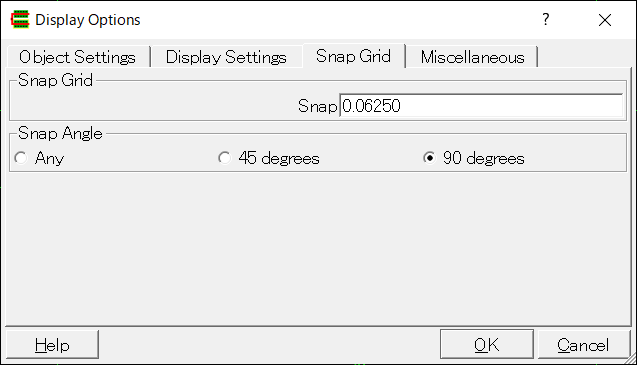 Display Options
?
Object Settings Display Settings Snap Grid Miscellaneous
Snap Grid
Snap 0.06250
Snap Angle
Any 45 degrees 90 degrees
Help OK Cancel